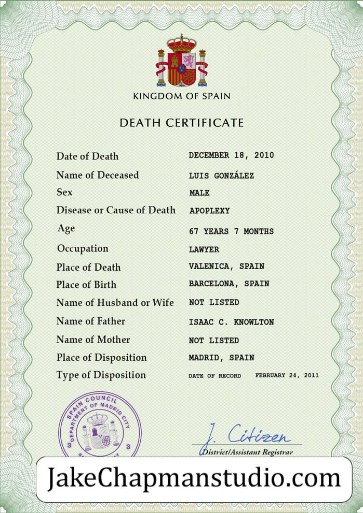 KINGDOM OF SPAIN
DEATH CERTIFICATE
Date of Death DECEMBER 18, 2010
Name of Deceased LUIS GONZÁLEZ
Sex MALE
Disease or Cause of Death APOPLEXY
Age 67 YEARS 7 MONTHS
Occupation LAWYER
Place of Death VALENICA, SPAIN
Place of Birth BARCELONA, SPAIN
Name of Husband or Wife NOT LISTED
Name of Father ISAAC C. KNOWLTON
Name of Mother NOT LISTED
Place of Disposition MADRID, SPAIN
Type of Disposition DATE OF RECORD FEBRUARY 24, 2011
SPAIN COUNCIL
DEPARTMENT OF MADRID CITY
J. Citizen
District/Assistant Registrar
JakeChapmanstudio.com